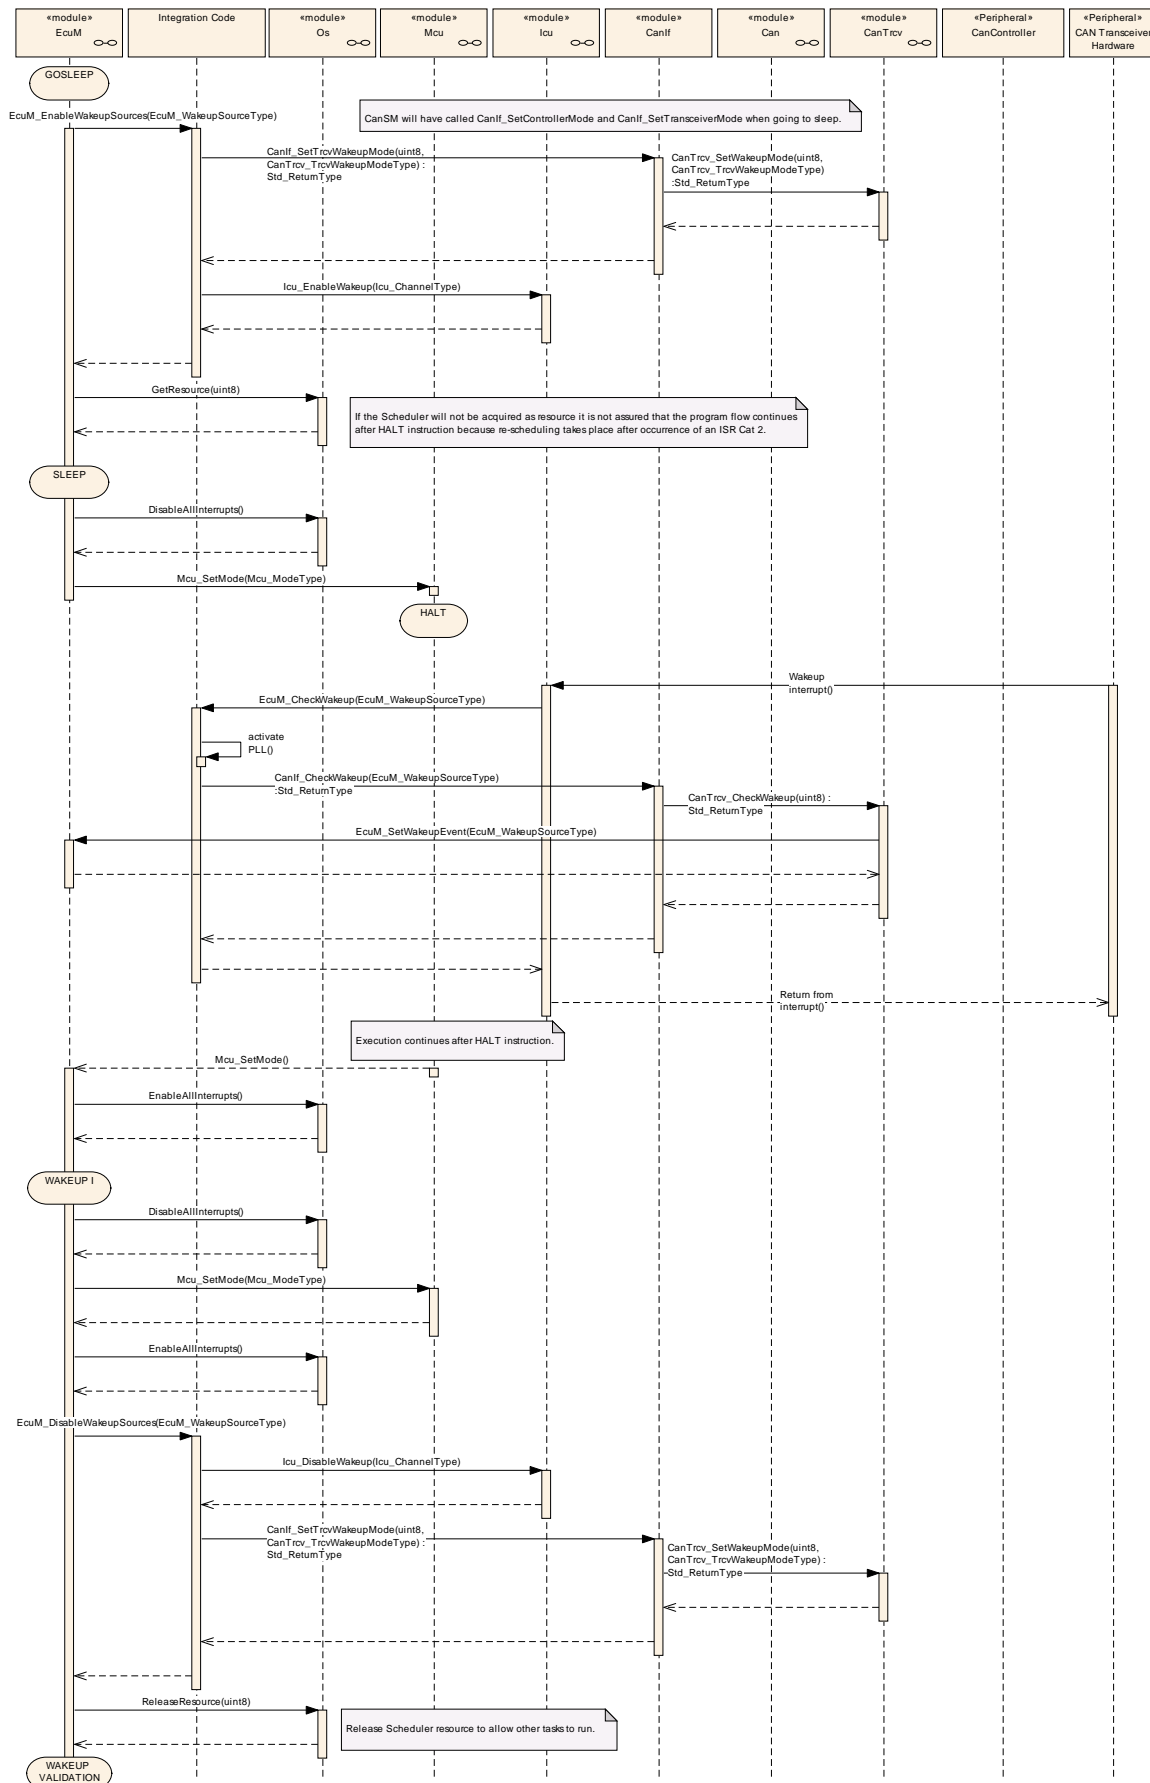 «module»
EcuM
Integration Code
«module»
Os
«module»
Mcu
«module»
Icu
«module»
CanIf
«module»
Can
«module»
CanTrcv
«Peripheral»
CanController
«Peripheral»
CAN Transceiver
Hardware
GOSLEEP
EcuM_EnableWakeupSources(EcuM_WakeupSourceType)
CanSM will have called CanIf_SetControllerMode and CanIf_SetTransceiverMode when going to sleep.
CanIf_SetTrcvWakeupMode(uint8,
CanTrcv_TrcvWakeupModeType) :
Std_ReturnType
CanTrcv_SetWakeupMode(uint8,
CanTrcv_TrcvWakeupModeType)
:Std_ReturnType
Icu_EnableWakeup(Icu_ChannelType)
GetResource(uint8)
If the Scheduler will not be acquired as resource it is not assured that the program flow continues
after HALT instruction because re-scheduling takes place after occurrence of an ISR Cat 2.
SLEEP
DisableAllInterrupts()
Mcu_SetMode(Mcu_ModeType)
HALT
Wakeup
interrupt()
EcuM_CheckWakeup(EcuM_WakeupSourceType)
activate
PLL()
CanIf_CheckWakeup(EcuM_WakeupSourceType)
:Std_ReturnType
CanTrcv_CheckWakeup(uint8) :
Std_ReturnType
EcuM_SetWakeupEvent(EcuM_WakeupSourceType)
Return from
interrupt()
Execution continues after HALT instruction.
Mcu_SetMode()
EnableAllInterrupts()
WAKEUP I
DisableAllInterrupts()
Mcu_SetMode(Mcu_ModeType)
EnableAllInterrupts()
EcuM_DisableWakeupSources(EcuM_WakeupSourceType)
Icu_DisableWakeup(Icu_ChannelType)
CanIf_SetTrcvWakeupMode(uint8,
CanTrcv_TrcvWakeupModeType) :
Std_ReturnType
CanTrcv_SetWakeupMode(uint8,
CanTrcv_TrcvWakeupModeType) :
Std_ReturnType
ReleaseResource(uint8)
Release Scheduler resource to allow other tasks to run.
WAKEUP
VALIDATION